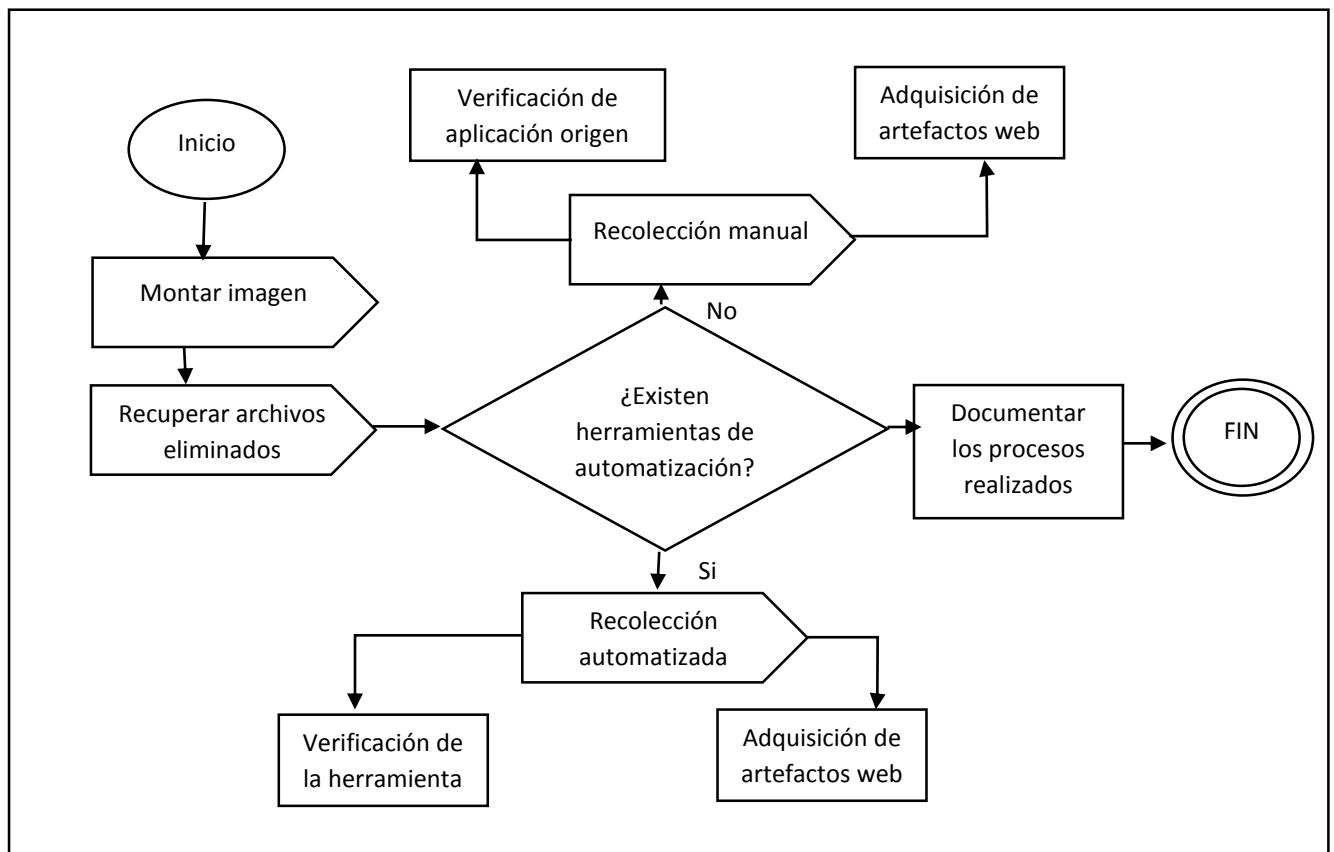 Inicio
Verificación de
aplicación origen
Adquisición de
artefactos web
Recolección manual
Montar imagen
No
Recuperar archivos
eliminados
¿Existen
herramientas de
automatización?
Documentar
los procesos
realizados
FIN
Si
Recolección
automatizada
Verificación de
la herramienta
Adquisición de
artefactos web